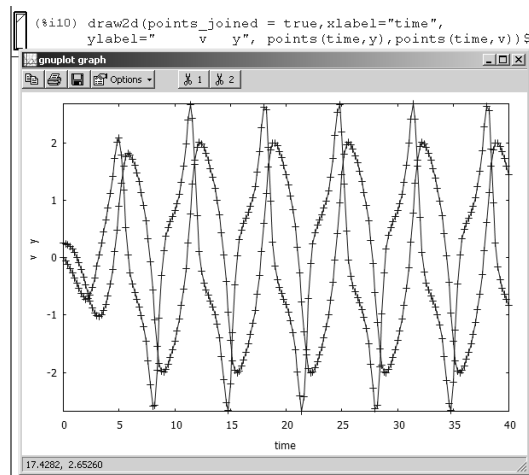 (%i10) draw2d(points_joined = true,xlabel="time",
ylabel="     v   y", points(time,y),points(time,v))$
gnuplot graph
Options 1 2
2
1
0
-1
-2
v y
0 5 10 15 20 25 30 35 40
time
17.4282, 2.65260